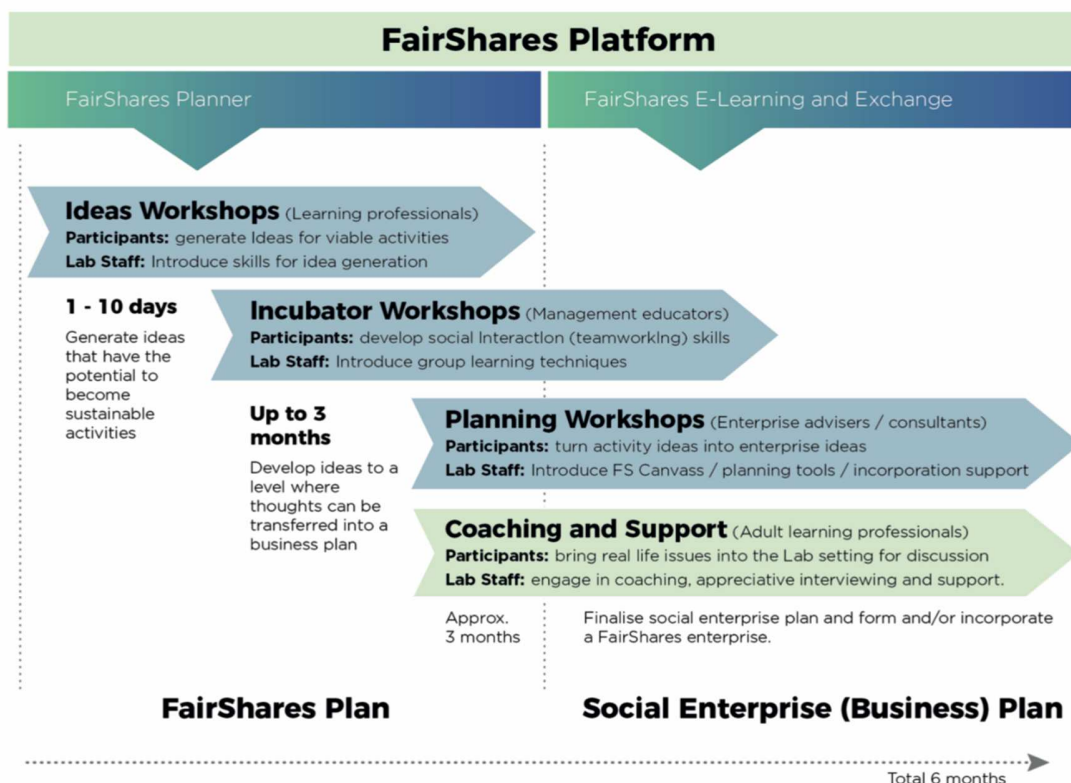 FairShares Platform
FairShares Planner
FairShares E-Learning and Exchange
Ideas Workshops (Learning professionals)
Participants: generate Ideas for viable activities
Lab Staff: Introduce skills for idea generation
1 - 10 days
Generate ideas
that have the
potential to
become
sustainable
activities
Incubator Workshops (Management educators)
Participants: develop social Interaction (teamworking) skills
Lab Staff: Introduce group learning techniques
Up to 3
months
Develop ideas to a
level where
thoughts can be
transferred into a
business plan
Planning Workshops (Enterprise advisers / consultants)
Participants: turn activity ideas into enterprise ideas
Lab Staff: Introduce FS Canvass / planning tools / incorporation support
Coaching and Support (Adult learning professionals)
Participants: bring real life issues into the Lab setting for discussion
Lab Staff: engage in coaching, appreciative interviewing and support.
Approx.
3 months
Finalise social enterprise plan and form and/or incorporate
a FairShares enterprise.
FairShares Plan
Social Enterprise (Business) Plan
Total 6 months